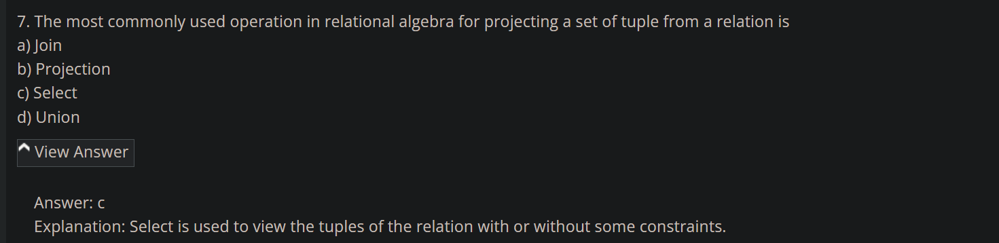 7. The most commonly used operation in relational algebra for projecting a set of tuple from a relation is
a) Join
b) Projection
c) Select
d) Union
View Answer
Answer: c
Explanation: Select is used to view the tuples of the relation with or without some constraints.